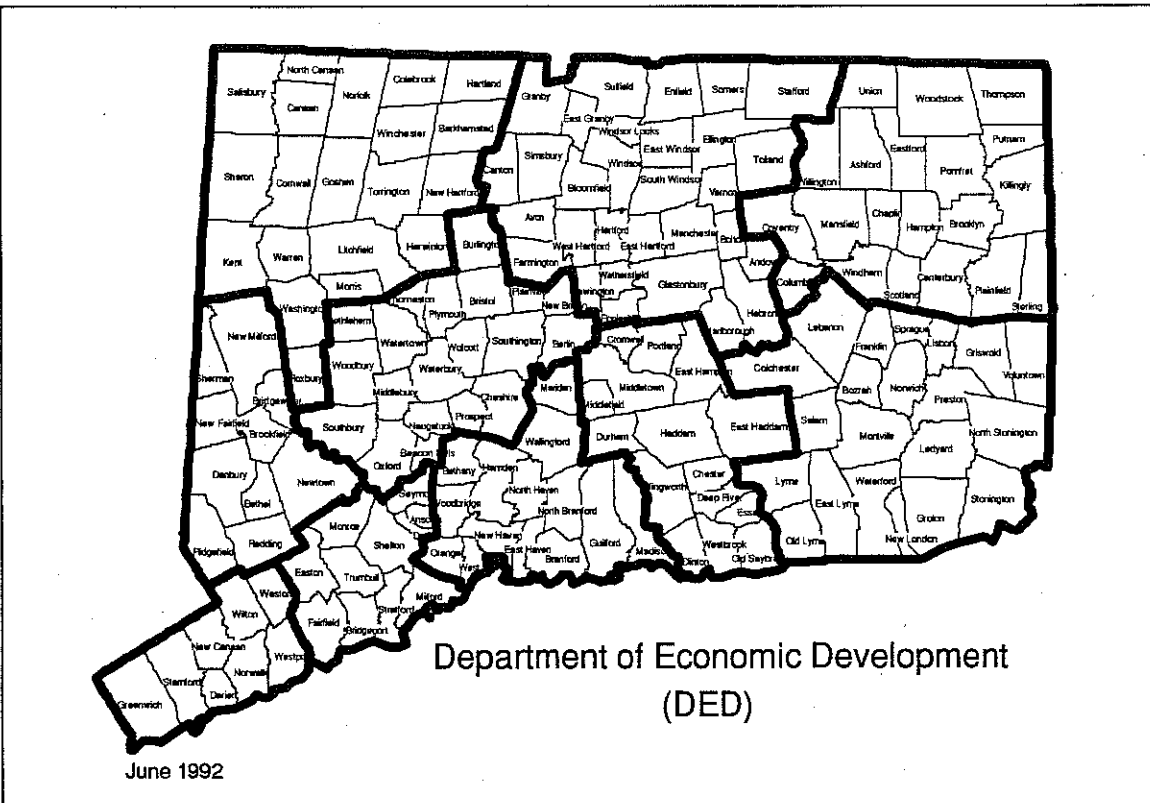 North Canaan
Colebrook
Hartland
Salisbury
Norfolk
Canaan
Granby
Suffield
Enfield
Somers
Stafford
Union
Woodstock
Thompson
East Granby
Windsor Locks
Winchester
Barkhamsted
Ellington
East Windsor
Putnam
Eastford
Simsbury
Windsor
Toland
Ashford
Pomfret
Sharon
Cornwall
Goshen
Torrington
New Hartford
Canton
Bloomfield
South Windsor
Vernon
Willington
Killingly
Avon
Hartford
Manchester
Coventry
Mansfield
Chaplin
Hampton
Brooklyn
Litchfield
Harwinton
Burlington
West Hartford
East Hartford
Kent
Warren
Farmington
Andover
Windham
Canterbury
Plainfield
Morris
Wethersfield
Glastonbury
Columbia
Scotland
Sterling
Washington
Thomaston
Bristol
Plymouth
Hebron
Marlborough
Lebanon
Sprague
New Milford
Watertown
Wolcott
Southington
Berlin
Cromwell
Portland
Franklin
Lisbon
Griswold
Woodbury
Waterbury
East Hampton
Colchester
Voluntown
Sherman
Roxbury
Middlebury
Meriden
Middletown
Bozrah
Norwich
Bridgewater
Cheshire
Middlefield
Preston
New Fairfield
Brookfield
Southbury
Naugatuck
Prospect
Wallingford
Durham
Haddam
East Haddam
Salem
Montville
North Stonington
Ledyard
Danbury
Newtown
Oxford
Beacon Falls
Bethany
Hamden
Chester
Lyme
Waterford
Bethel
Seymour
Woodbridge
North Haven
Deep River
East Lyme
Stonington
Monroe
North Branford
Essex
Groton
Redding
Ridgefield
Shelton
New Haven
Guilford
Westbrook
Old Lyme
New London
Orange
West
East Haven
Branford
Madison
Clinton
Old Saybrook
Easton
Trumbull
Weston
Milford
Wilton
Stratford
Fairfield
Bridgeport
New Canaan
Westport
Norwalk
Stamford
Darien
Greenwich
Department of Economic Development
(DED)
June 1992